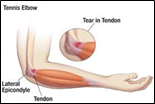 Tennis Elbow
Tear in
Tendon
Lateral
Epicondyle
Tendon